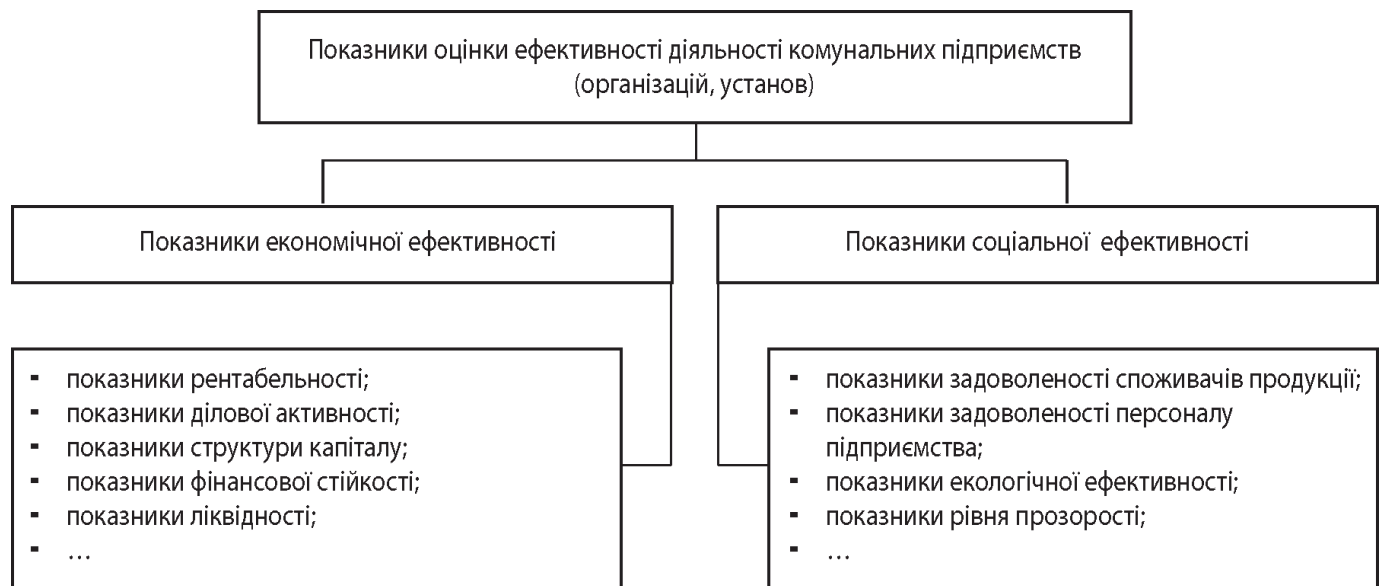 Показники оцінки ефективності діяльності комунальних підприємств
(організацій, установ)
Показники економічної ефективності
Показники соціальної ефективності
- показники рентабельності;
- показники ділової активності;
- показники структури капіталу;
- показники фінансової стійкості;
- показники ліквідності;
- ...
- показники задоволеності споживачів продукції;
- показники задоволеності персоналу
підприємства;
- показники екологічної ефективності;
- показники рівня прозорості;
- ...